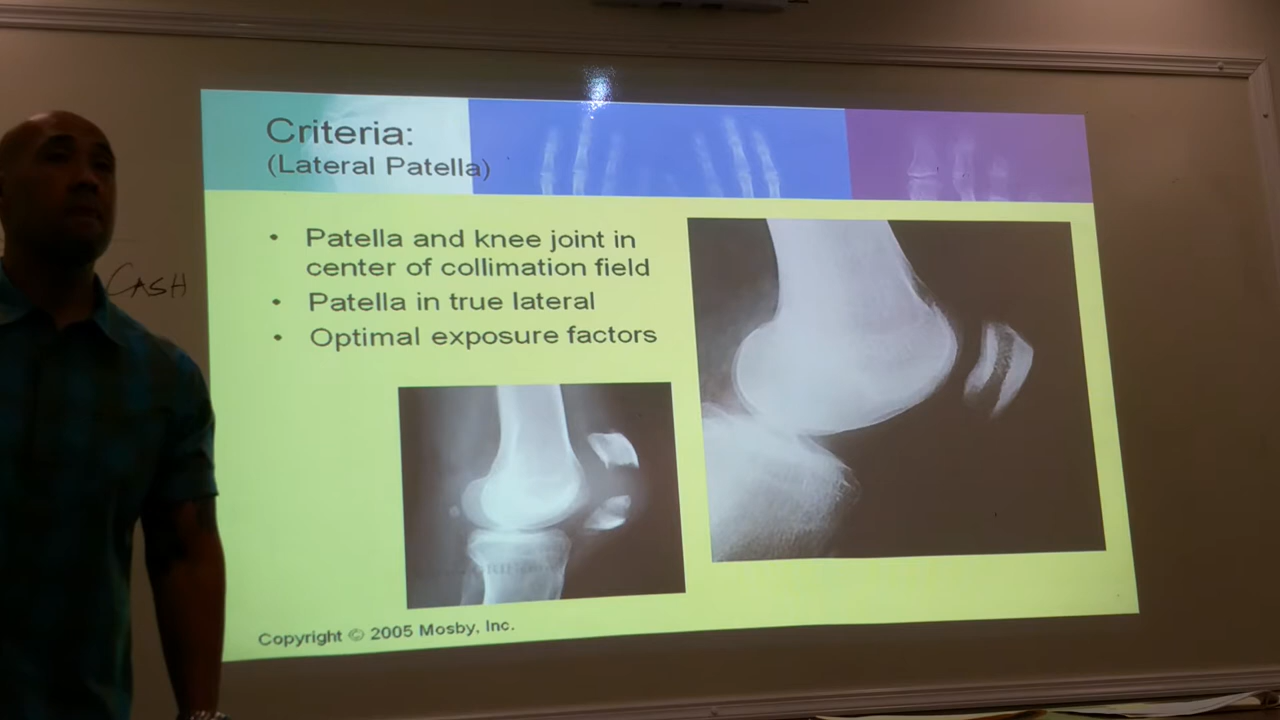 Criteria:
(Lateral Patella)
CASH
• Patella and knee joint in
center of collimation field
• Patella in true lateral
• Optimal exposure factors
Copyright © 2005 Mosby, Inc.